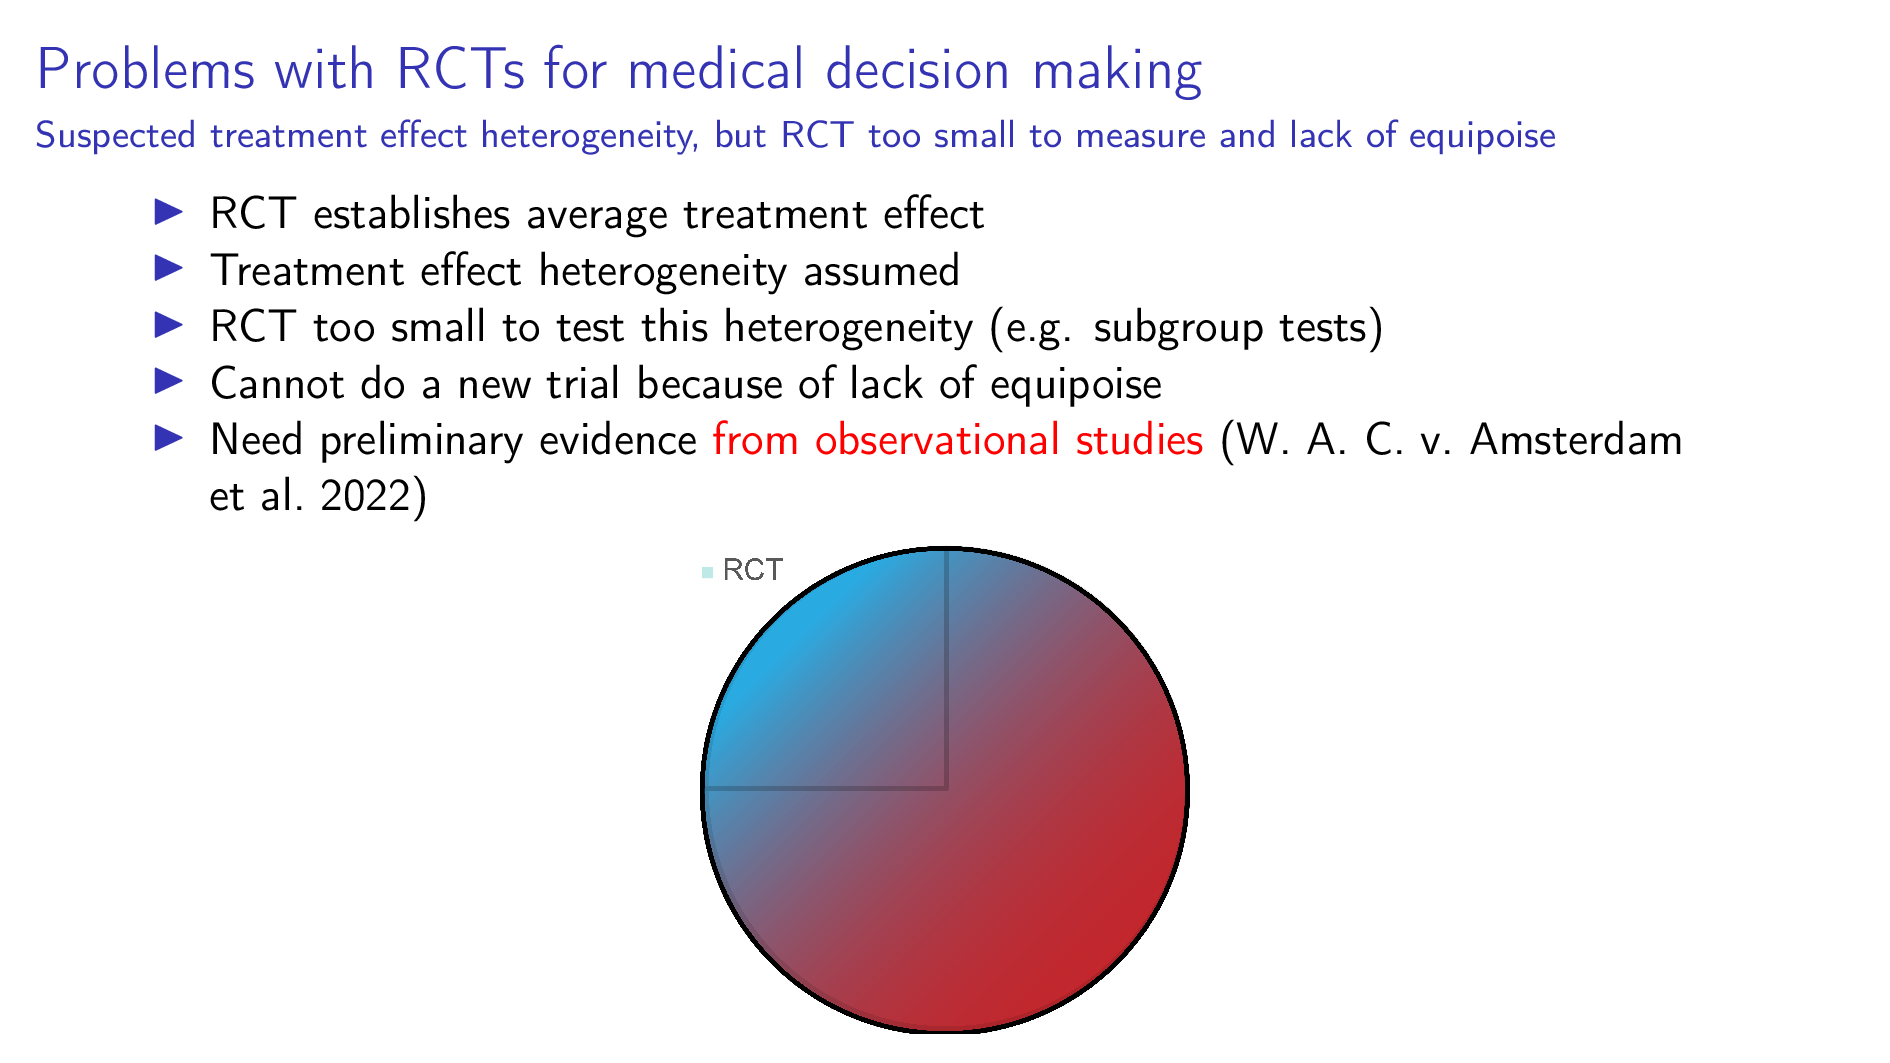 Problems with RCTs for medical decision making
Suspected treatment effect heterogeneity, but RCT too small to measure and lack of equipoise
▶ RCT establishes average treatment effect
▶ Treatment effect heterogeneity assumed
▶ RCT too small to test this heterogeneity (e.g. subgroup tests)
▶ Cannot do a new trial because of lack of equipoise
▶ Need preliminary evidence from observational studies (W. A. C. v. Amsterdam
et al. 2022)
RCT